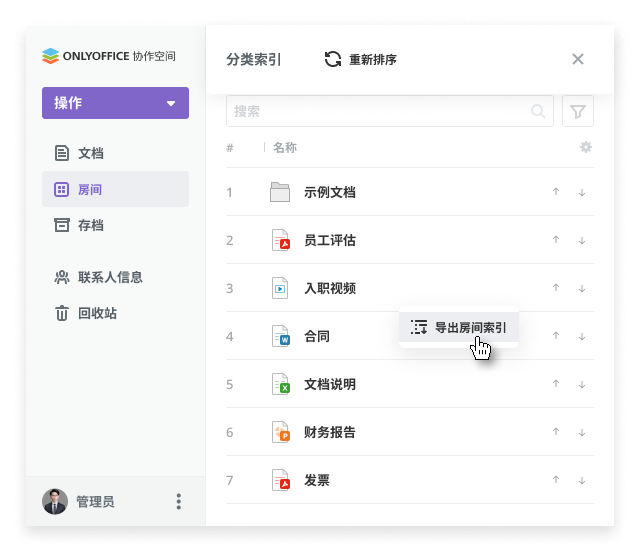 ONLYOFFICE 协作空间
分类索引
重新排序
操作
搜索
# 名称
文档
房间
存档
联系人信息
回收站
1 示例文档
2 员工评估
3 入职视频
导出房间索引
4 合同
W
5 文档说明
X
6 财务报告
P
7 发票
管理员